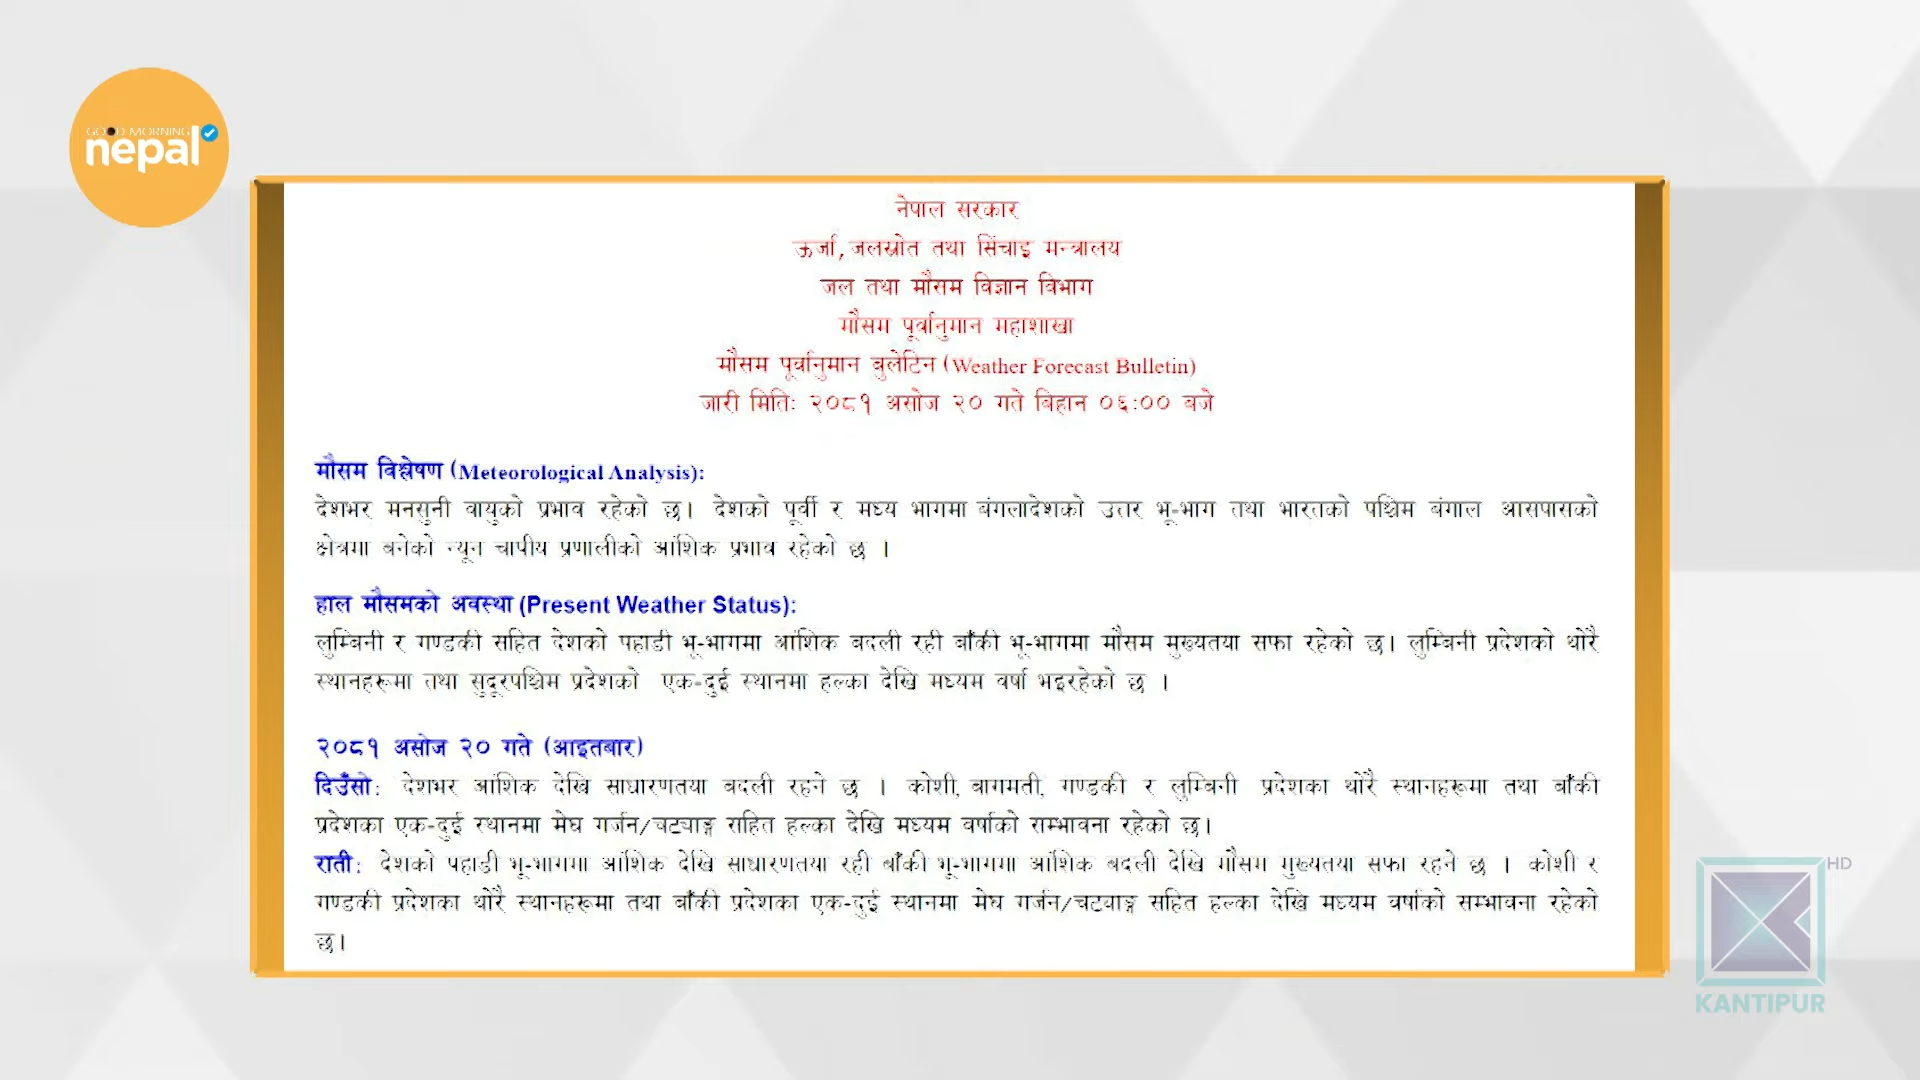 GOOD MORNING
nepal
नेपाल सरकार
ऊर्जा, जलस्रोत तथा सिंचाइ मन्त्रालय
जल तथा मौसम विज्ञान विभाग
मौसम पूर्वानुमान महाशाखा
मौसम पूर्वानुमान बुलेटिन (Weather Forecast Bulletin)
जारी मितिः २०८१ असोज २० गते बिहान ०६:०० बजे
मौसम विश्लेषण (Meteorological Analysis):
देशभर मनसुनी वायुको प्रभाव रहेको छ। देशको पूर्वी र मध्य भागमा बंगलादेशको उत्तर भू-भाग तथा भारतको पश्चिम बंगाल आसपासको
क्षेत्रमा बनेको न्यून चापीय प्रणालीको आंशिक प्रभाव रहेको छ ।
हाल मौसमको अवस्था (Present Weather Status):
लुम्बिनी र गण्डकी सहित देशको पहाडी भू-भागमा आंशिक बदली रही बाँकी भू-भागमा मौसम मुख्यतया सफा रहेको छ। लुम्बिनी प्रदेशको थोरै
स्थानहरूमा तथा सुदूरपश्चिम प्रदेशको एक-दुई स्थानमा हल्का देखि मध्यम वर्षा भइरहेको छ ।
२०८१ असोज २० गते (आइतबार)
दिउँसो: देशभर आंशिक देखि साधारणतया बदली रहने छ । कोशी, बागमती, गण्डकी र लुम्बिनी प्रदेशका थोरै स्थानहरूमा तथा बाँकी
प्रदेशका एक-दुई स्थानमा मेघ गर्जन/चट्याङ्ग सहित हल्का देखि मध्यम वर्षाको सम्भावना रहेको छ।
राती: देशको पहाडी भू-भागमा आंशिक देखि साधारणतया रही बाँकी भू-भागमा आंशिक बदली देखि मौसम मुख्यतया सफा रहने छ । कोशी र
गण्डकी प्रदेशका थोरै स्थानहरूमा तथा बाँकी प्रदेशका एक-दुई स्थानमा मेघ गर्जन/चट्याङ्ग सहित हल्का देखि मध्यम वर्षाको सम्भावना रहेको
छ।
HD
KANTIPUR